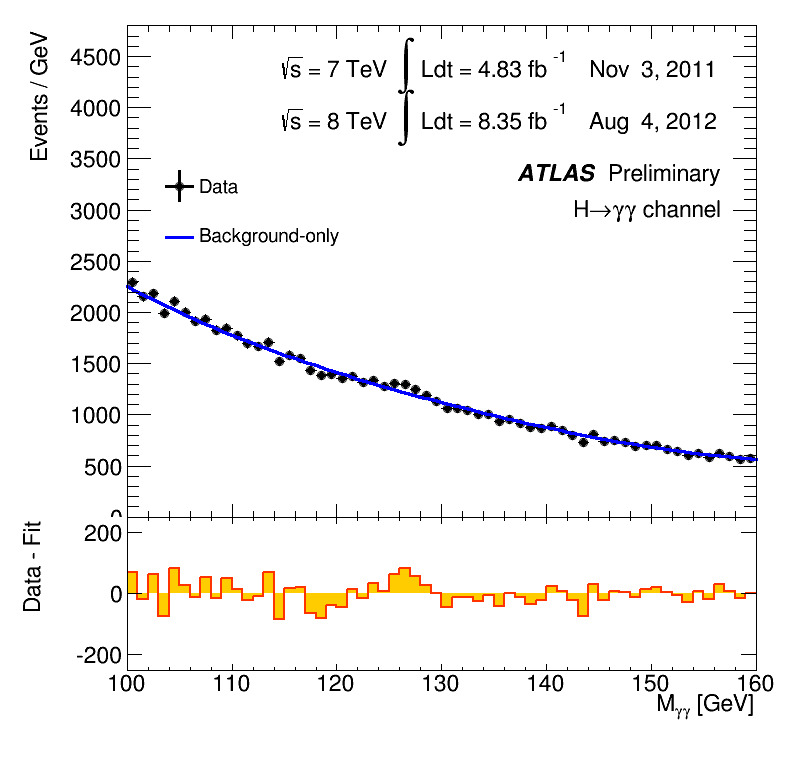 Events / GeV
4500
4000
3500
3000
2500
2000
1500
1000
500
0
√s = 7 TeV ∫ Ldt = 4.83 fb⁻¹ Nov 3, 2011
√s = 8 TeV ∫ Ldt = 8.35 fb⁻¹ Aug 4, 2012
ATLAS Preliminary
H→γγ channel
Data
Background-only
Data - Fit
200
0
-200
100 110 120 130 140 150 160
Mγγ [GeV]